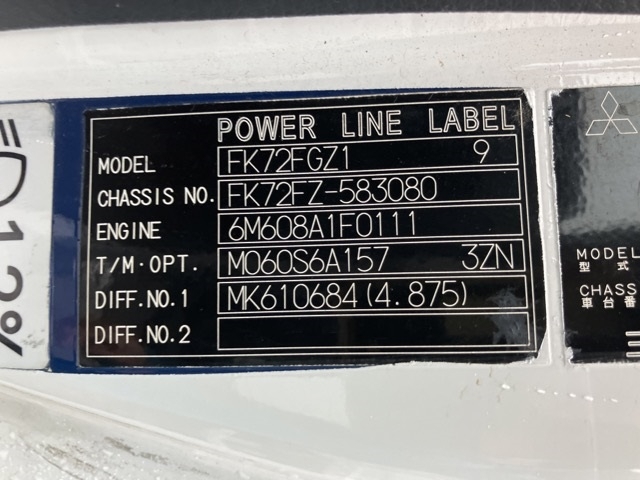 POWER LINE LABEL
MODEL FK72FGZ1 9
CHASSIS NO. FK72FZ-583080
ENGINE 6M608A1F0111
T/M·OPT. M060S6A157 3ZN
DIFF.NO.1 MK610684(4.875)
DIFF.NO.2
MODEL
型式
CHASS
車台番